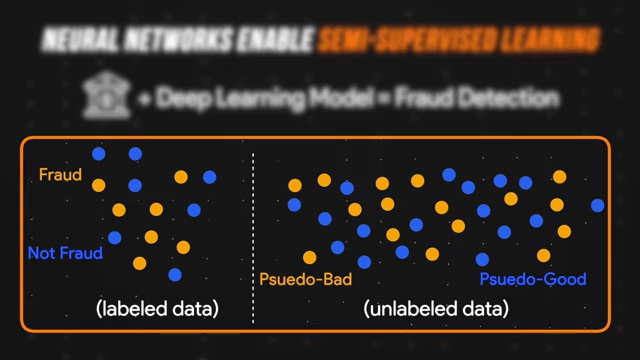 NEURAL NETWORKS ENABLE SEMI-SUPERVISED LEARNING
+ Deep Learning Model = Fraud Detection
Fraud
Not Fraud
Psuedo-Bad
Psuedo-Good
(labeled data)
(unlabeled data)